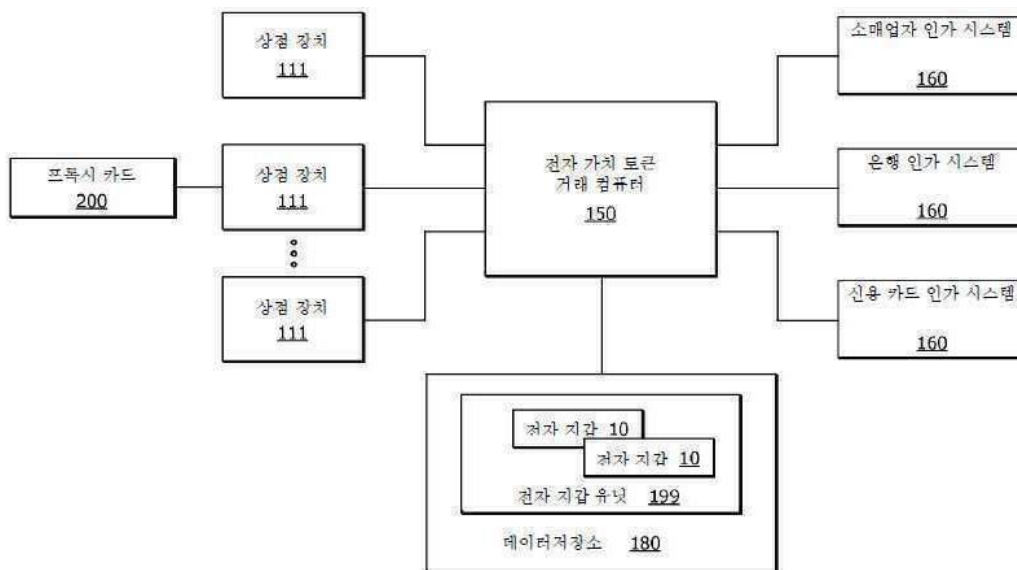 상점 장치
111
프록시 카드
200
상점 장치
111
상점 장치
111
전자 가치 토큰
거래 컴퓨터
150
소매업자 인가 시스템
160
은행 인가 시스템
160
신용 카드 인가 시스템
160
전자 지갑 10
전자 지갑 10
전자 지갑 유닛 199
데이터저장소 180